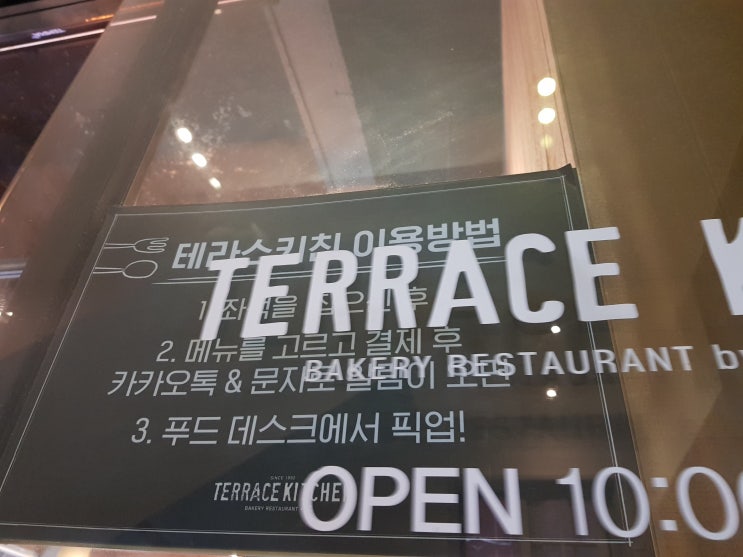 테라스키친 이용방법
1. 좌석을 잡으신 후
2. 메뉴를 고르고 결제 후
카카오톡 & 문자로 알림이 오면
3. 푸드 데스크에서 픽업!
SINCE
TERRACE KITCHEN
BAKERY RESTAURANT
TERRACE
BAKERY RESTAURANT by
OPEN 10:0